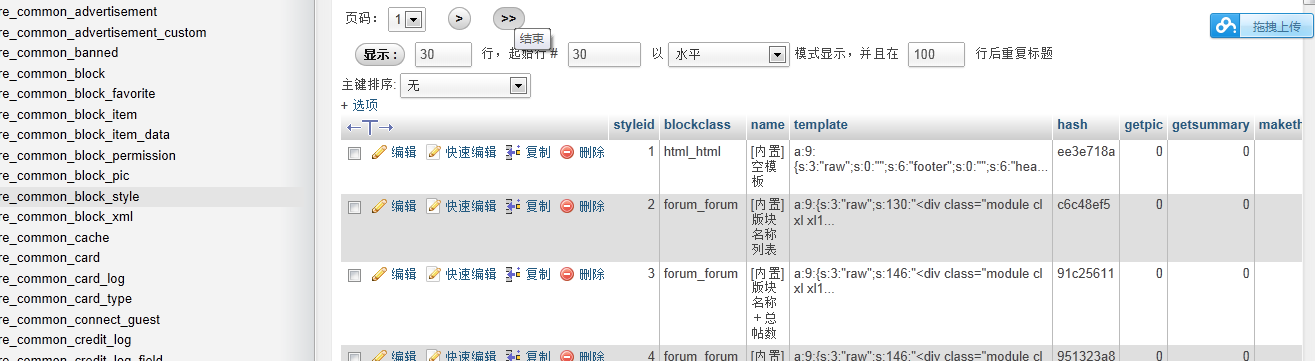 re_common_advertisement
re_common_advertisement_custom
re_common_banned
re_common_block
re_common_block_favorite
re_common_block_item
re_common_block_item_data
re_common_block_permission
re_common_block_pic
re_common_block_style
re_common_block_xml
re_common_cache
re_common_card
re_common_card_log
re_common_card_type
re_common_connect_guest
re_common_credit_log
re_common_credit_log_field
页码： 1 > >>
结束
拖拽上传
显示： 30 行，起始行 # 30 以 水平 模式显示，并且在 100 行后重复标题
主键排序: 无
+ 选项
←T→ styleid blockclass name template hash getpic getsummary maketh
编辑 快速编辑 复制 删除 1 html_html [内置] a:9: ee3e718a 0 0
空模 {s:3:"raw";s:0:"";s:6:"footer";s:0:"";s:6:"hea...
板
编辑 快速编辑 复制 删除 2 forum_forum [内置] a:9:{s:3:"raw";s:130:"<div class="module cl c6c48ef5 0 0
版块 xl xl1...
名称
列表
编辑 快速编辑 复制 删除 3 forum_forum [内置] a:9:{s:3:"raw";s:146:"<div class="module cl 91c25611 0 0
版块 xl xl1...
名称
+总
帖数
编辑 快速编辑 复制 删除 4 forum_forum [内置] a:9:{s:3:"raw";s:146:"<div class="module cl 951323a8 0 0